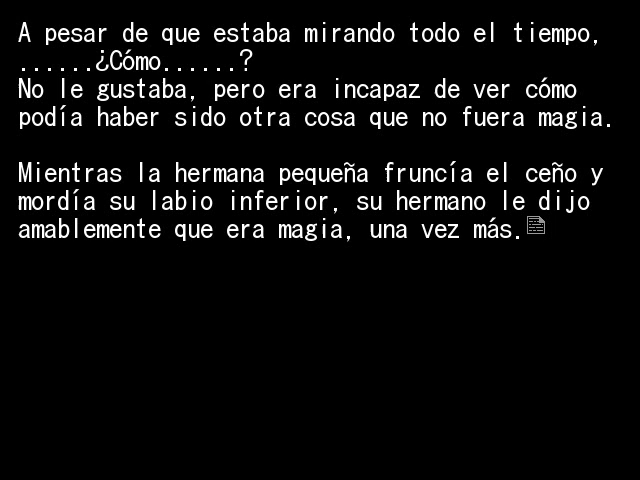 A pesar de que estaba mirando todo el tiempo,
......¿Cómo......?
No le gustaba, pero era incapaz de ver cómo
podía haber sido otra cosa que no fuera magia.
Mientras la hermana pequeña fruncía el ceño y
mordía su labio inferior, su hermano le dijo
amablemente que era magia, una vez más.